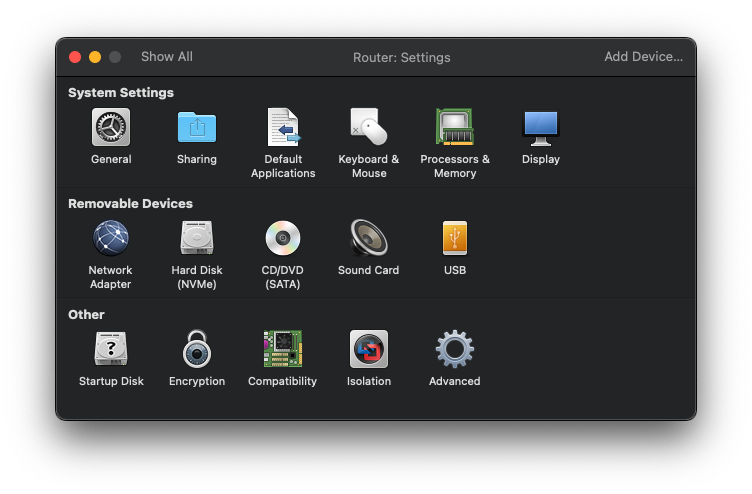 Show All Router: Settings Add Device...
System Settings
General Sharing Default Applications Keyboard & Mouse Processors & Memory Display
Removable Devices
Network Adapter Hard Disk (NVMe) CD/DVD (SATA) Sound Card USB
Other
?
Startup Disk Encryption Compatibility Isolation Advanced